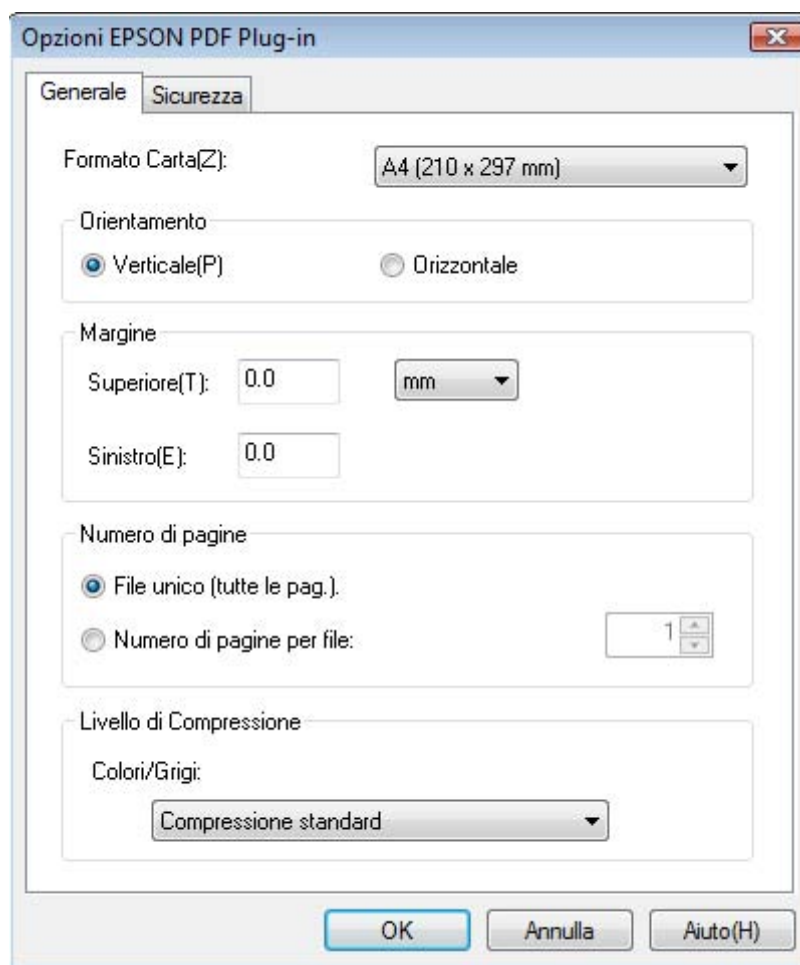 Opzioni EPSON PDF Plug-in
Generale Sicurezza
Formato Carta(Z): A4 (210 x 297 mm)
Orientamento
Verticale(P) Orizzontale
Margine
Superiore(T): 0.0 mm
Sinistro(E): 0.0
Numero di pagine
File unico (tutte le pag.).
Numero di pagine per file: 1
Livello di Compressione
Colori/Grigi:
Compressione standard
OK Annulla Aiuto(H)